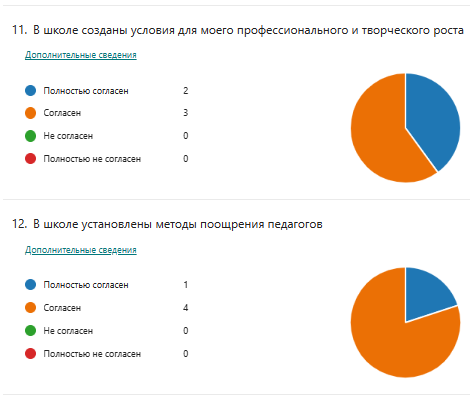 11. В школе созданы условия для моего профессионального и творческого роста
Дополнительные сведения
Полностью согласен 2
Согласен 3
Не согласен 0
Полностью не согласен 0
12. В школе установлены методы поощрения педагогов
Дополнительные сведения
Полностью согласен 1
Согласен 4
Не согласен 0
Полностью не согласен 0